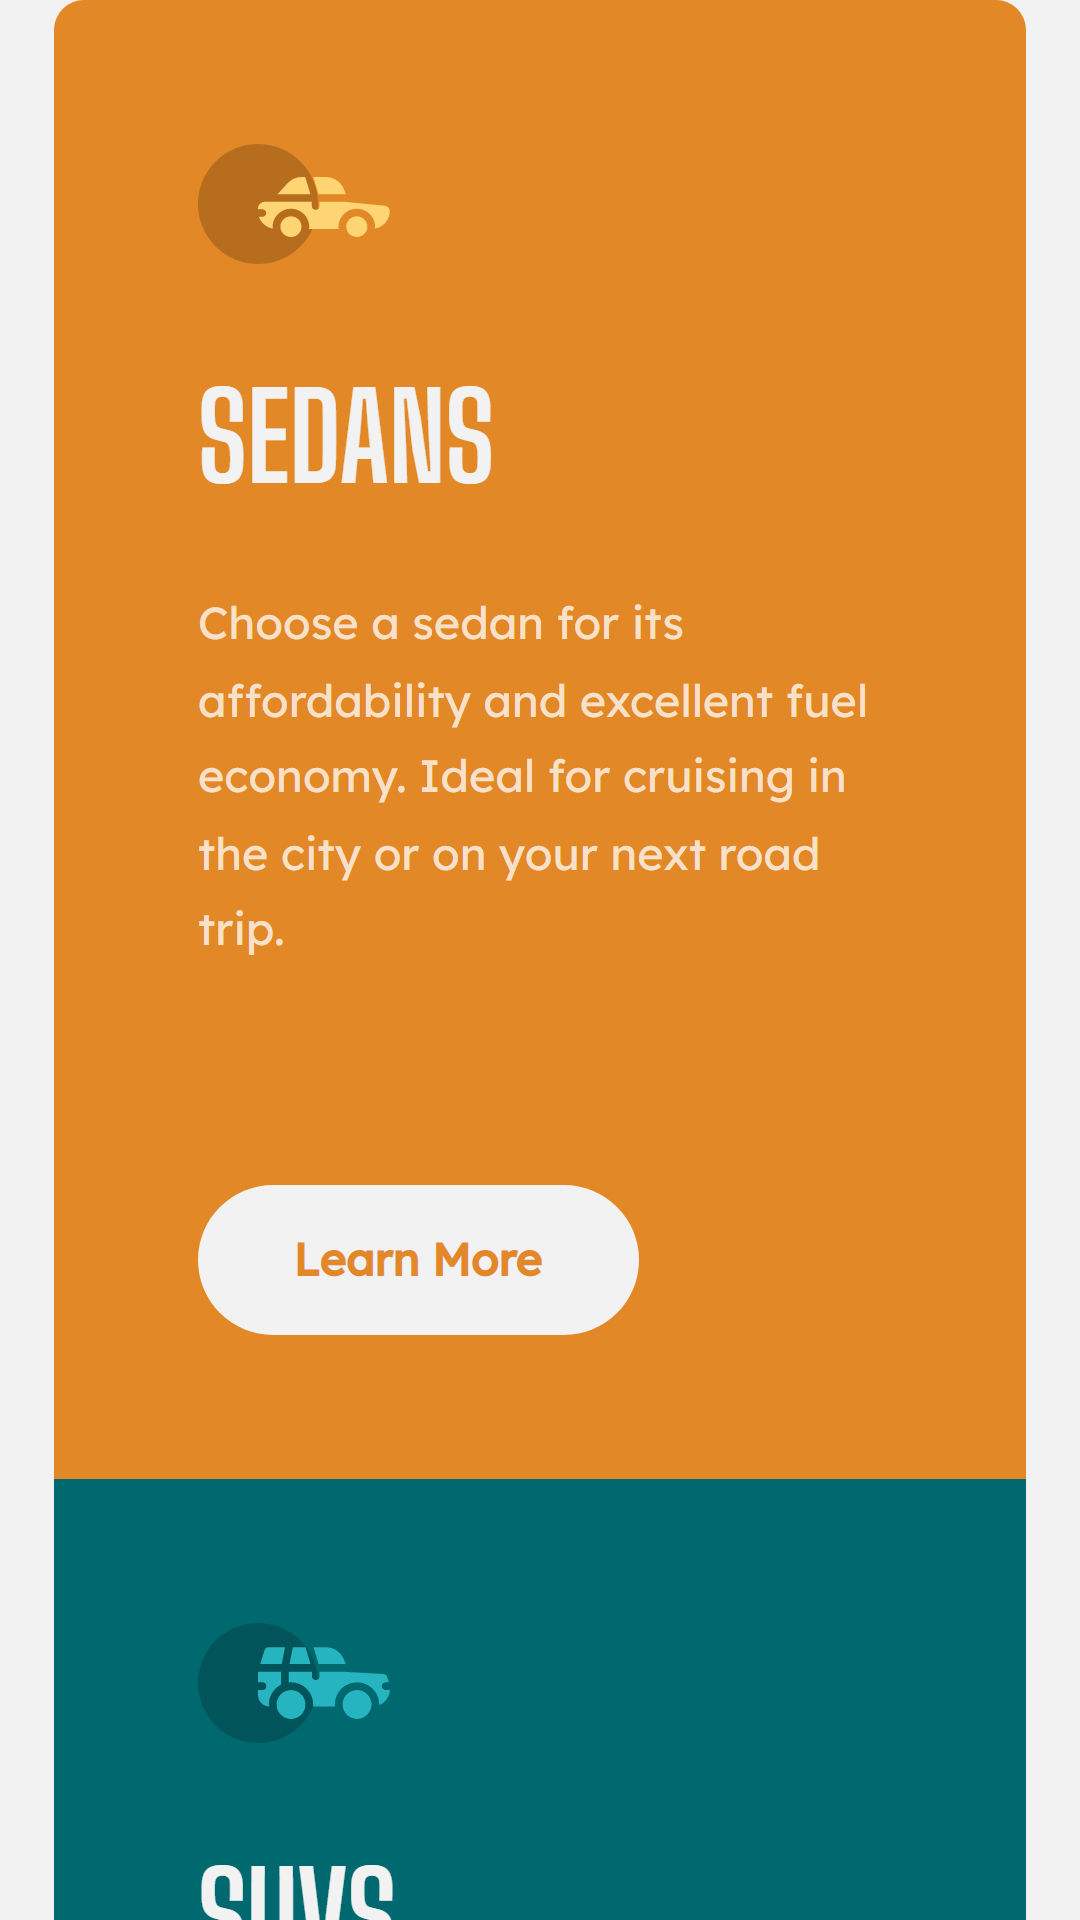 SEDANS
Choose a sedan for its
affordability and excellent fuel
economy. Ideal for cruising in
the city or on your next road
trip.
Learn More
SUVS